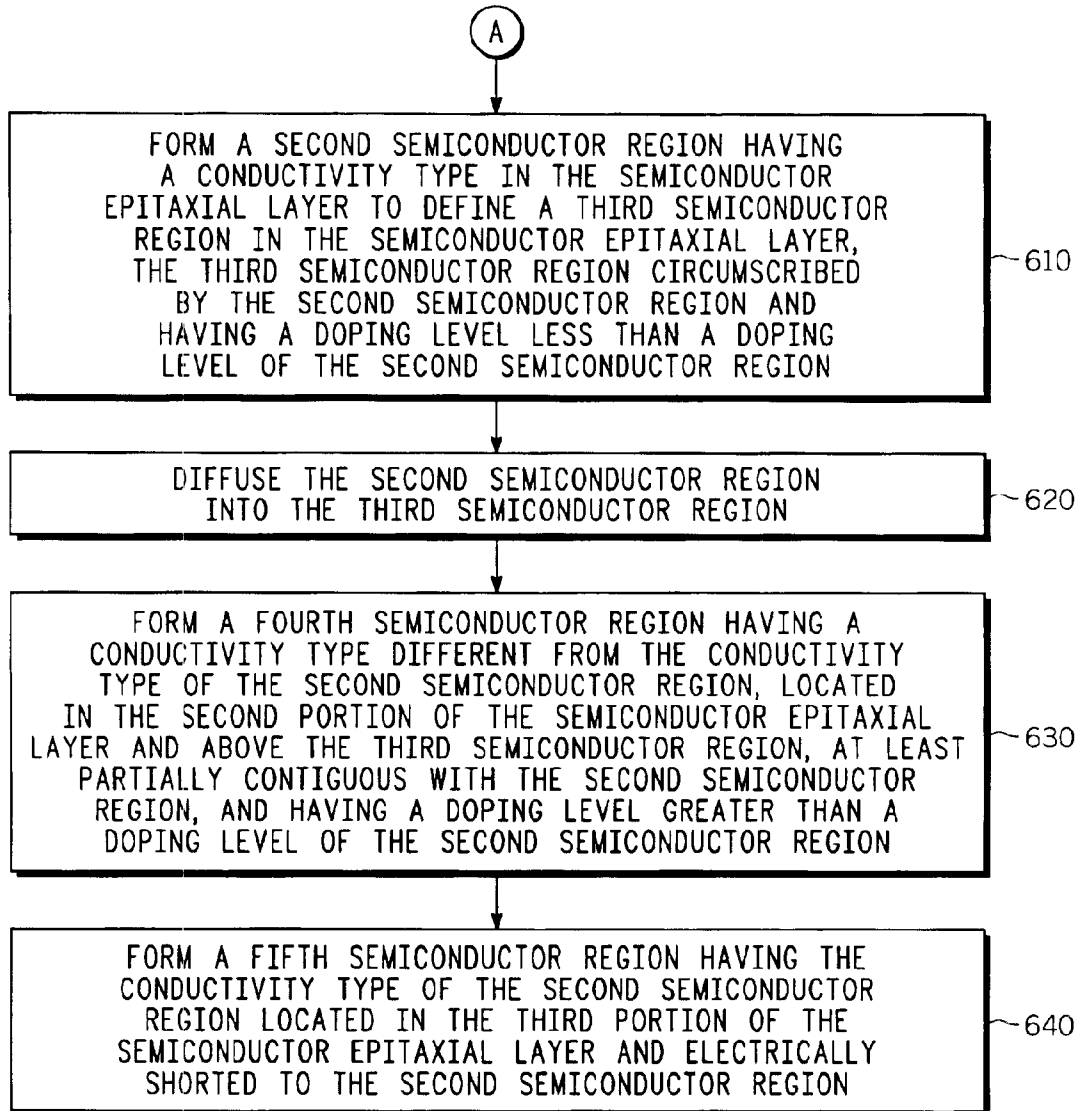 A
FORM A SECOND SEMICONDUCTOR REGION HAVING
A CONDUCTIVITY TYPE IN THE SEMICONDUCTOR
EPITAXIAL LAYER TO DEFINE A THIRD SEMICONDUCTOR
REGION IN THE SEMICONDUCTOR EPITAXIAL LAYER,
THE THIRD SEMICONDUCTOR REGION CIRCUMSCRIBED
BY THE SECOND SEMICONDUCTOR REGION AND
HAVING A DOPING LEVEL LESS THAN A DOPING
LEVEL OF THE SECOND SEMICONDUCTOR REGION
610
DIFFUSE THE SECOND SEMICONDUCTOR REGION
INTO THE THIRD SEMICONDUCTOR REGION
620
FORM A FOURTH SEMICONDUCTOR REGION HAVING A
CONDUCTIVITY TYPE DIFFERENT FROM THE CONDUCTIVITY
TYPE OF THE SECOND SEMICONDUCTOR REGION, LOCATED
IN THE SECOND PORTION OF THE SEMICONDUCTOR EPITAXIAL
LAYER AND ABOVE THE THIRD SEMICONDUCTOR REGION, AT LEAST
PARTIALLY CONTIGUOUS WITH THE SECOND SEMICONDUCTOR
REGION, AND HAVING A DOPING LEVEL GREATER THAN A
DOPING LEVEL OF THE SECOND SEMICONDUCTOR REGION
630
FORM A FIFTH SEMICONDUCTOR REGION HAVING THE
CONDUCTIVITY TYPE OF THE SECOND SEMICONDUCTOR
REGION LOCATED IN THE THIRD PORTION OF THE
SEMICONDUCTOR EPITAXIAL LAYER AND ELECTRICALLY
SHORTED TO THE SECOND SEMICONDUCTOR REGION
640